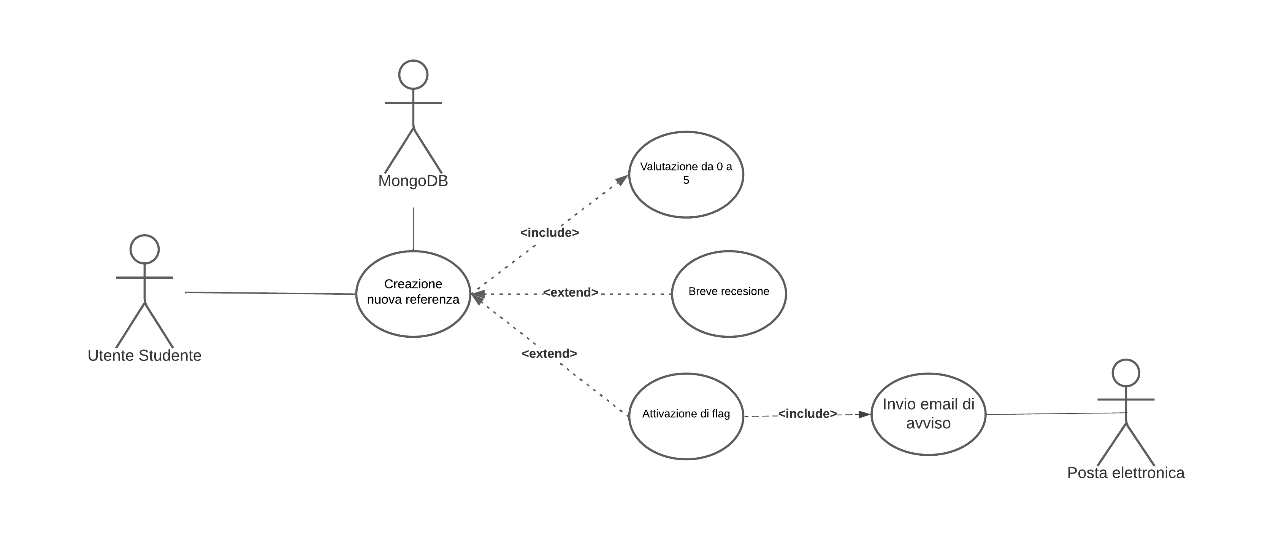 MongoDB
Valutazione da 0 a
5
<include>
Creazione
nuova referenza
<extend>
Breve recesione
Utente Studente
<extend>
Attivazione di flag
<include>
Invio email di
avviso
Posta elettronica